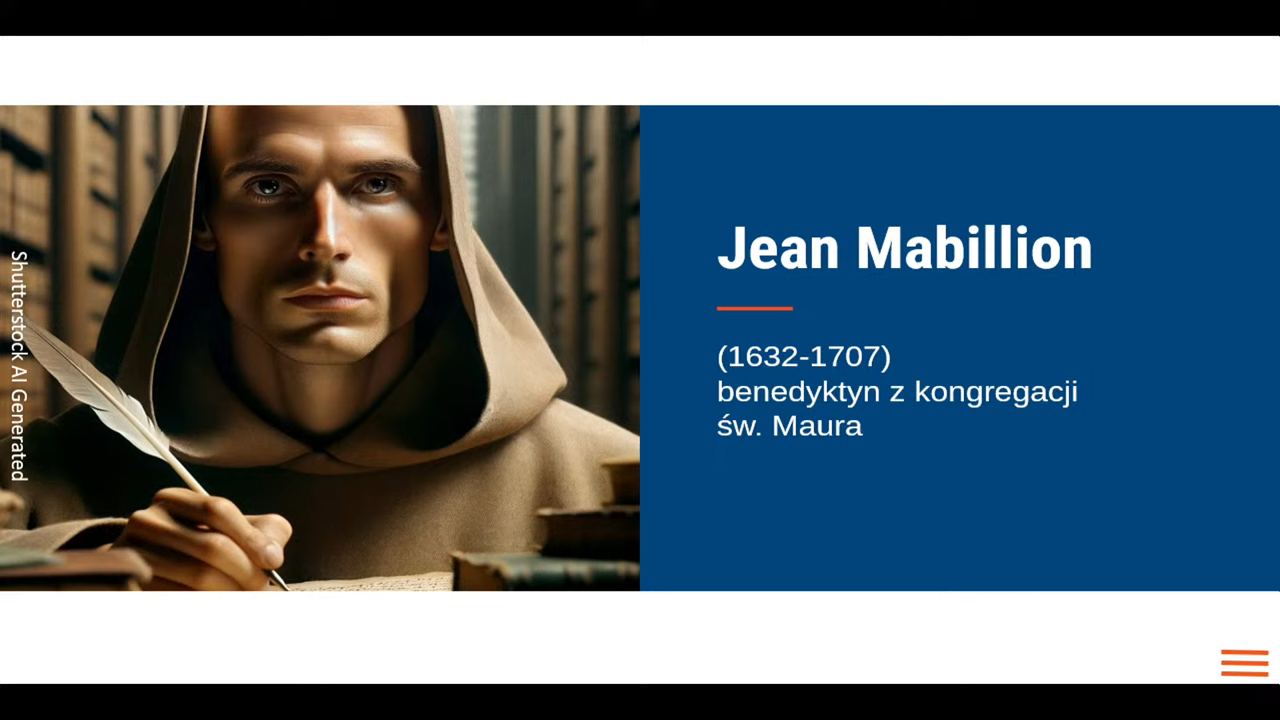 Shutterstock AI Generated
Jean Mabillion
(1632-1707)
benedyktyn z kongregacji
św. Maura